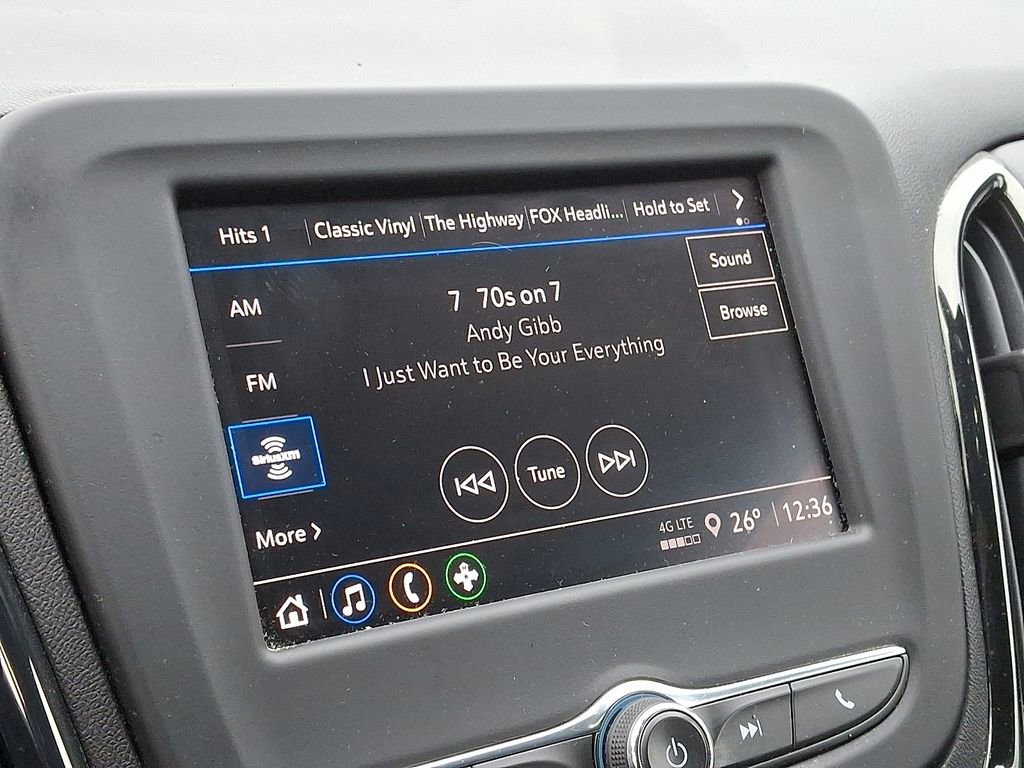 Hits 1
Classic Vinyl
The Highway
FOX Headli...
Hold to Set
Sound
Browse
AM
FM
SiriusXM
More
7 70s on 7
Andy Gibb
I Just Want to Be Your Everything
Tune
4G LTE
26°
12:36